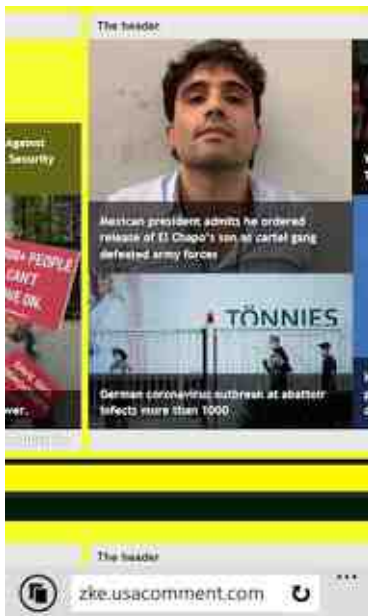 The header
Against
Security
Mexican president admits he ordered
release of El Chapo's son as cartel gang
defeated army forces
PEOPLE
CAN'T
ON.
TÖNNIES
German coronavirus outbreak at abattoir
infects more than 1000
wer.
The header
zke.usacomment.com